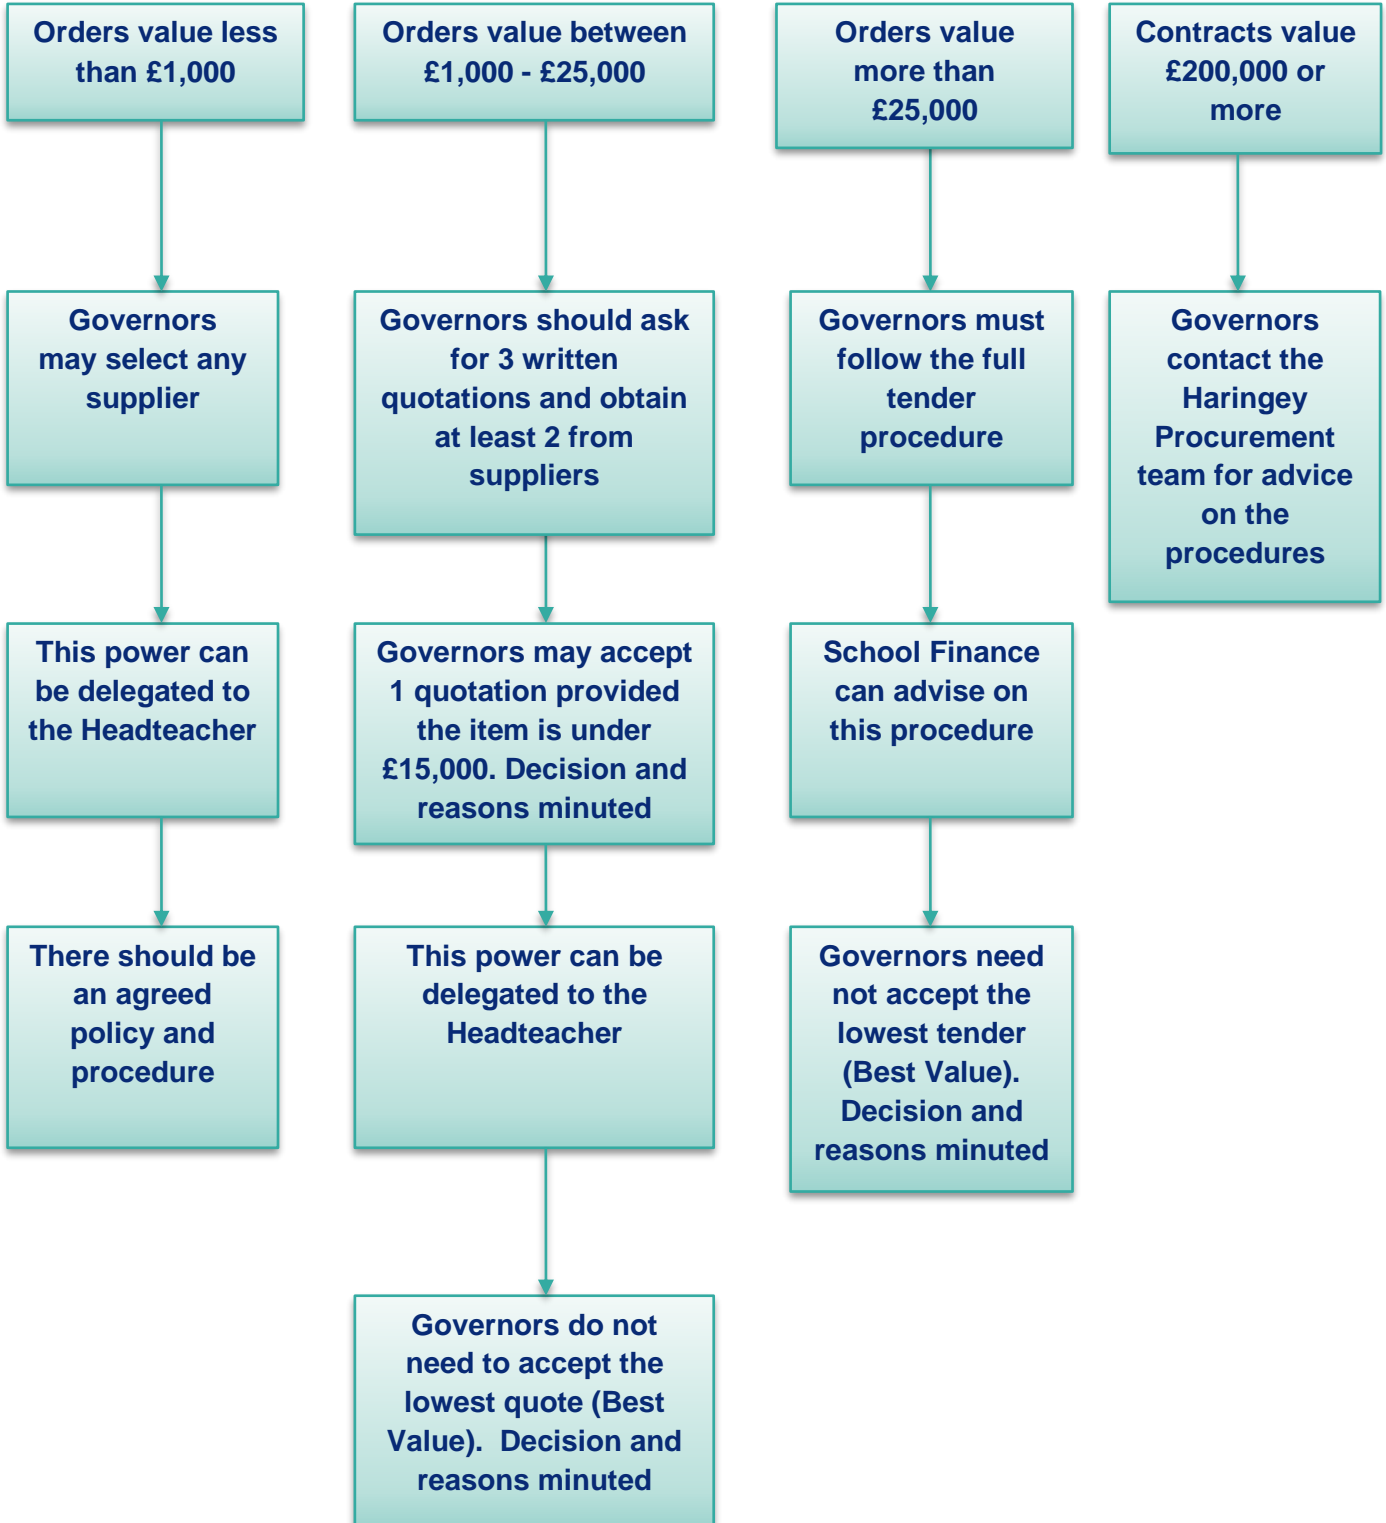 Orders value less
than £1,000
Governors
may select any
supplier
This power can
be delegated to
the Headteacher
There should be
an agreed
policy and
procedure
Orders value between
£1,000 - £25,000
Governors should ask
for 3 written
quotations and obtain
at least 2 from
suppliers
Governors may accept
1 quotation provided
the item is under
£15,000. Decision and
reasons minuted
This power can be
delegated to the
Headteacher
Governors do not
need to accept the
lowest quote (Best
Value).  Decision and
reasons minuted
Orders value
more than
£25,000
Governors must
follow the full
tender
procedure
School Finance
can advise on
this procedure
Governors need
not accept the
lowest tender
(Best Value).
Decision and
reasons minuted
Contracts value
£200,000 or
more
Governors
contact the
Haringey
Procurement
team for advice
on the
procedures